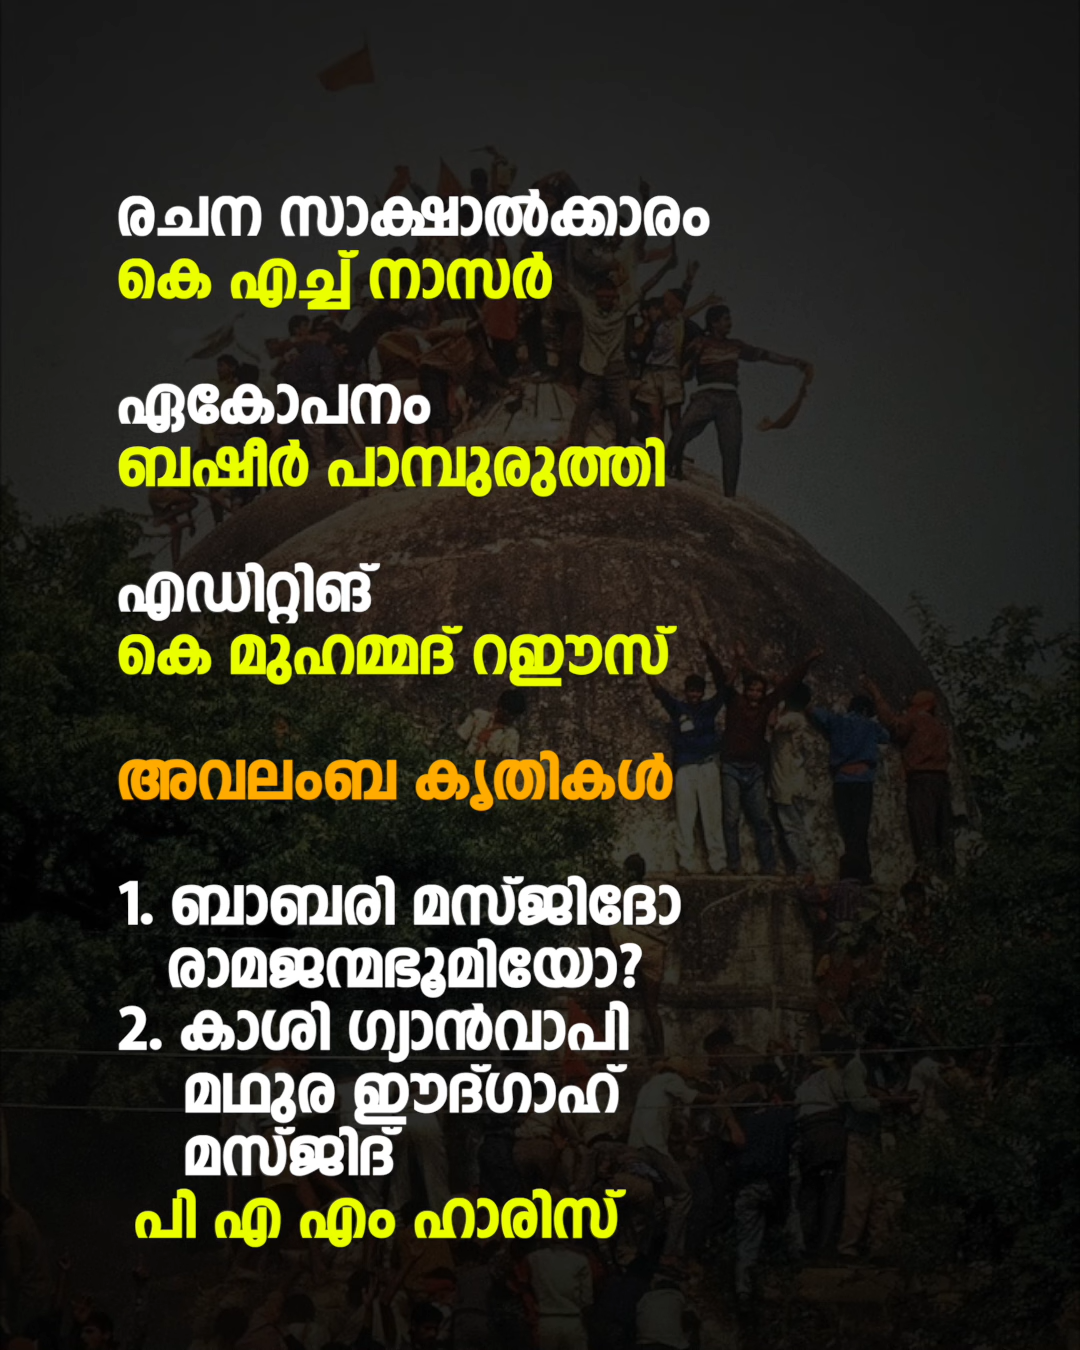 രചന സാക്ഷാൽക്കാരം
കെ എച്ച് നാസർ
ഏകോപനം
ബഷീർ പാമ്പുരുത്തി
എഡിറ്റിങ്
കെ മുഹമ്മദ് റഈസ്
അവലംബ കൃതികൾ
1. ബാബരി മസ്ജിദോ
രാമജന്മഭൂമിയോ?
2. കാശി ഗ്യാൻവാപി
മഥുര ഈദ്ഗാഹ്
മസ്ജിദ്
പി എ എം ഹാരിസ്